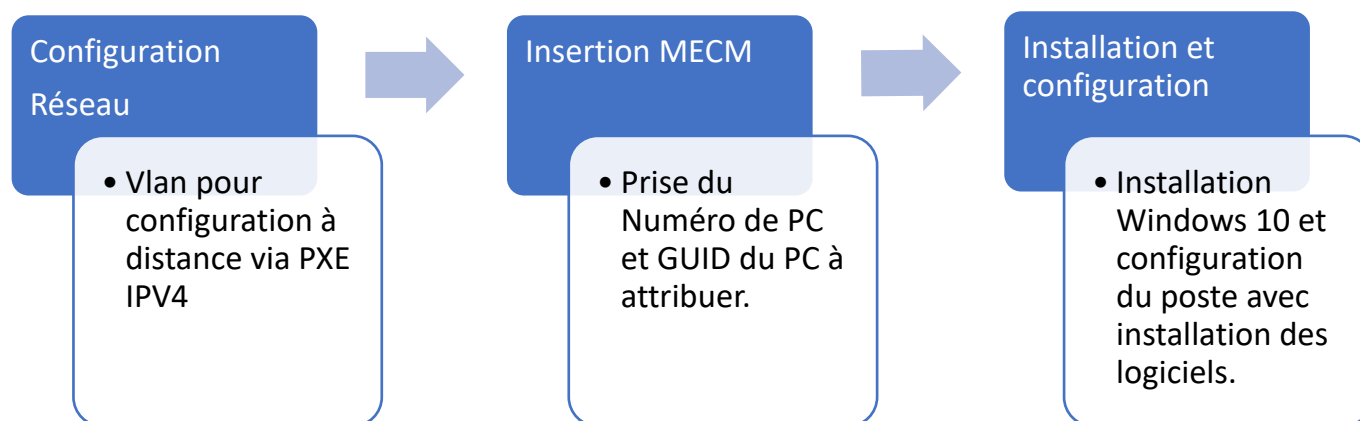 Configuration
Réseau
• Vlan pour
configuration à
distance via PXE
IPV4
Insertion MECM
• Prise du
Numéro de PC
et GUID du PC à
attribuer.
Installation et
configuration
• Installation
Windows 10 et
configuration
du poste avec
installation des
logiciels.